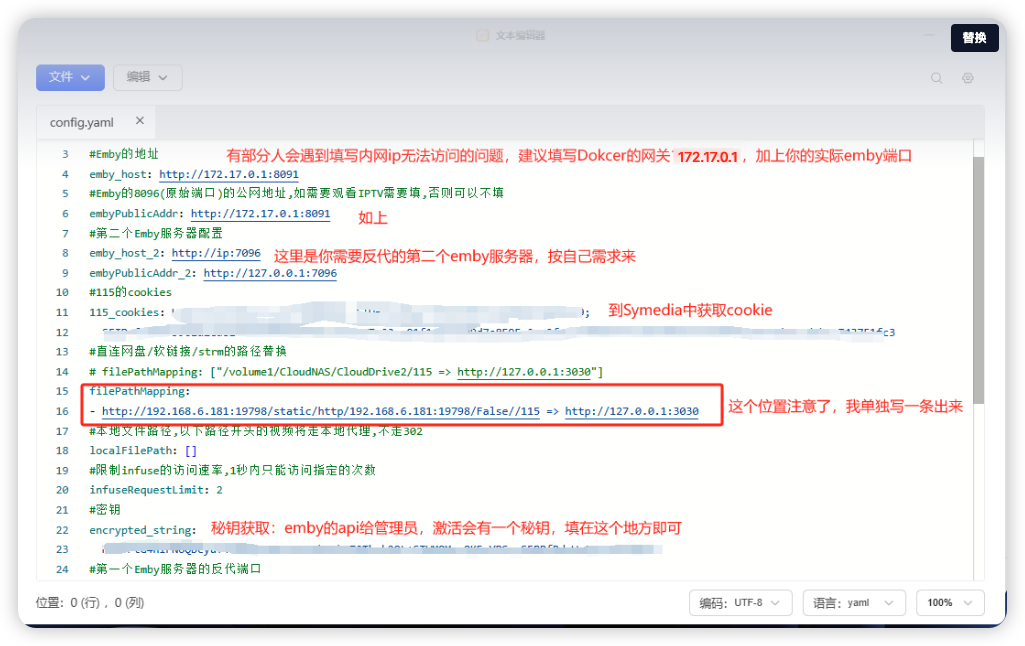 文本编辑器
替换
文件 编辑
config.yaml ×
3 #Emby的地址 有部分人会遇到填写内网ip无法访问的问题，建议填写Dokcer的网关 172.17.0.1 ，加上你的实际emby端口
4 emby_host: http://172.17.0.1:8091
5 #Emby的8096(原始端口)的公网地址,如需要观看IPTV需要填,否则可以不填
6 embyPublicAddr: http://172.17.0.1:8091 如上
7 #第二个Emby服务器配置
8 emby_host_2: http://ip:7096 这里是你需要反代的第二个emby服务器，按自己需求来
9 embyPublicAddr_2: http://127.0.0.1:7096
10 #115的cookies
11 115_cookies: 到Symedia中获取cookie
12
13 #直连网盘/软链接/strm的路径替换
14 # filePathMapping: ["/volume1/CloudNAS/CloudDrive2/115 => http://127.0.0.1:3030"]
15 filePathMapping:
16 - http://192.168.6.181:19798/static/http/192.168.6.181:19798/False//115 => http://127.0.0.1:3030 这个位置注意了，我单独写一条出来
17 #本地文件路径,以下路径开头的视频将走本地代理,不走302
18 localFilePath: []
19 #限制infuse的访问速率,1秒内只能访问指定的次数
20 infuseRequestLimit: 2
21 #密钥
22 encrypted_string: 秘钥获取：emby的api给管理员，激活会有一个秘钥，填在这个地方即可
23
24 #第一个Emby服务器的反代端口
位置：0 (行) ，0 (列) 编码：UTF-8 语言：yaml 100%